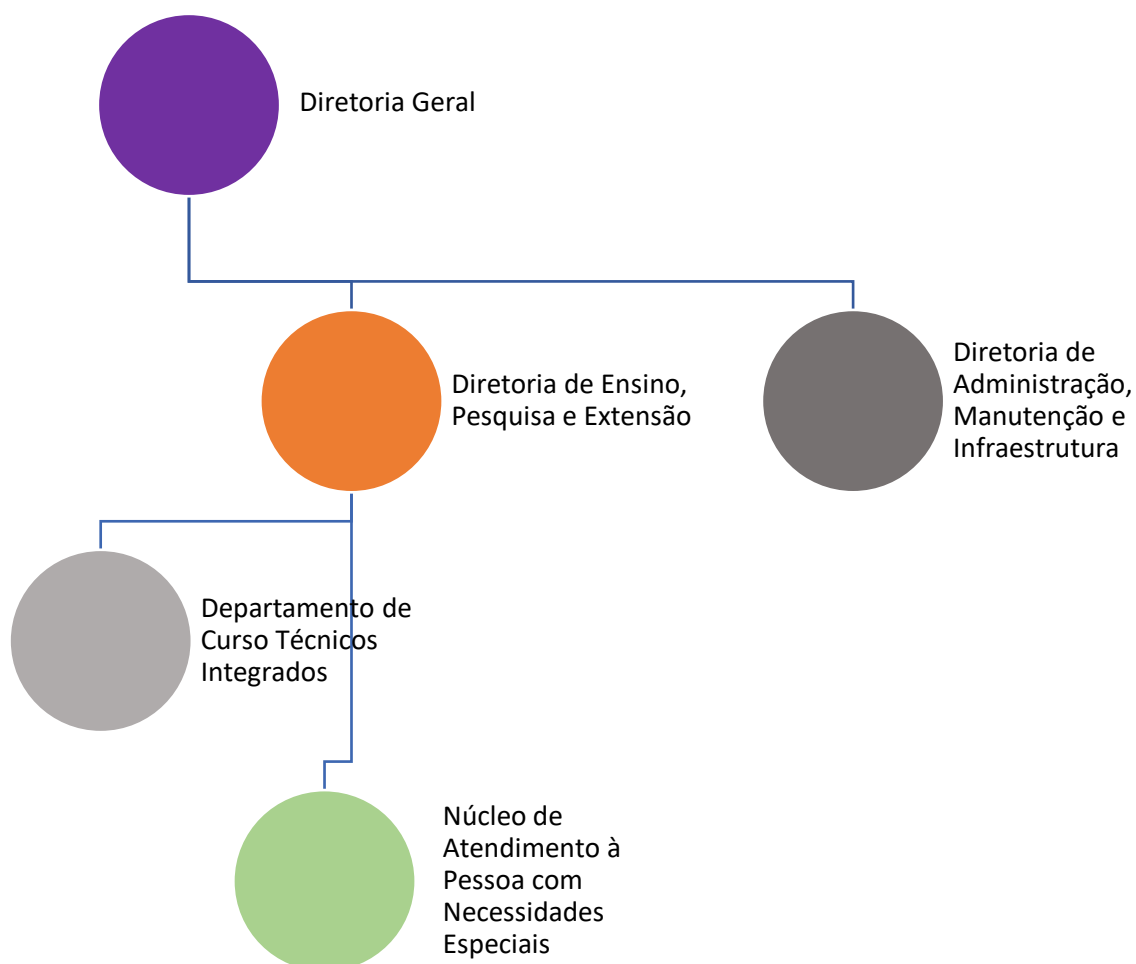 Diretoria Geral
Diretoria de Ensino,
Pesquisa e Extensão
Diretoria de
Administração,
Manutenção e
Infraestrutura
Departamento de
Curso Técnicos
Integrados
Núcleo de
Atendimento à
Pessoa com
Necessidades
Especiais